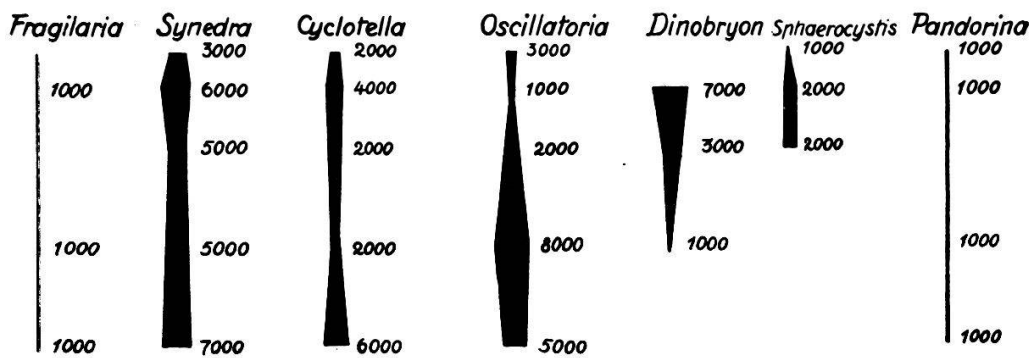 Fragilaria Synedra Cyclotella Oscillatoria Dinobryon Sphaerocystis Pandorina
3000 2000 3000 1000 1000
1000 6000 4000 1000 7000 2000 1000
5000 2000 2000 3000 2000
1000 5000 2000 8000 1000 1000
1000 7000 6000 5000 1000